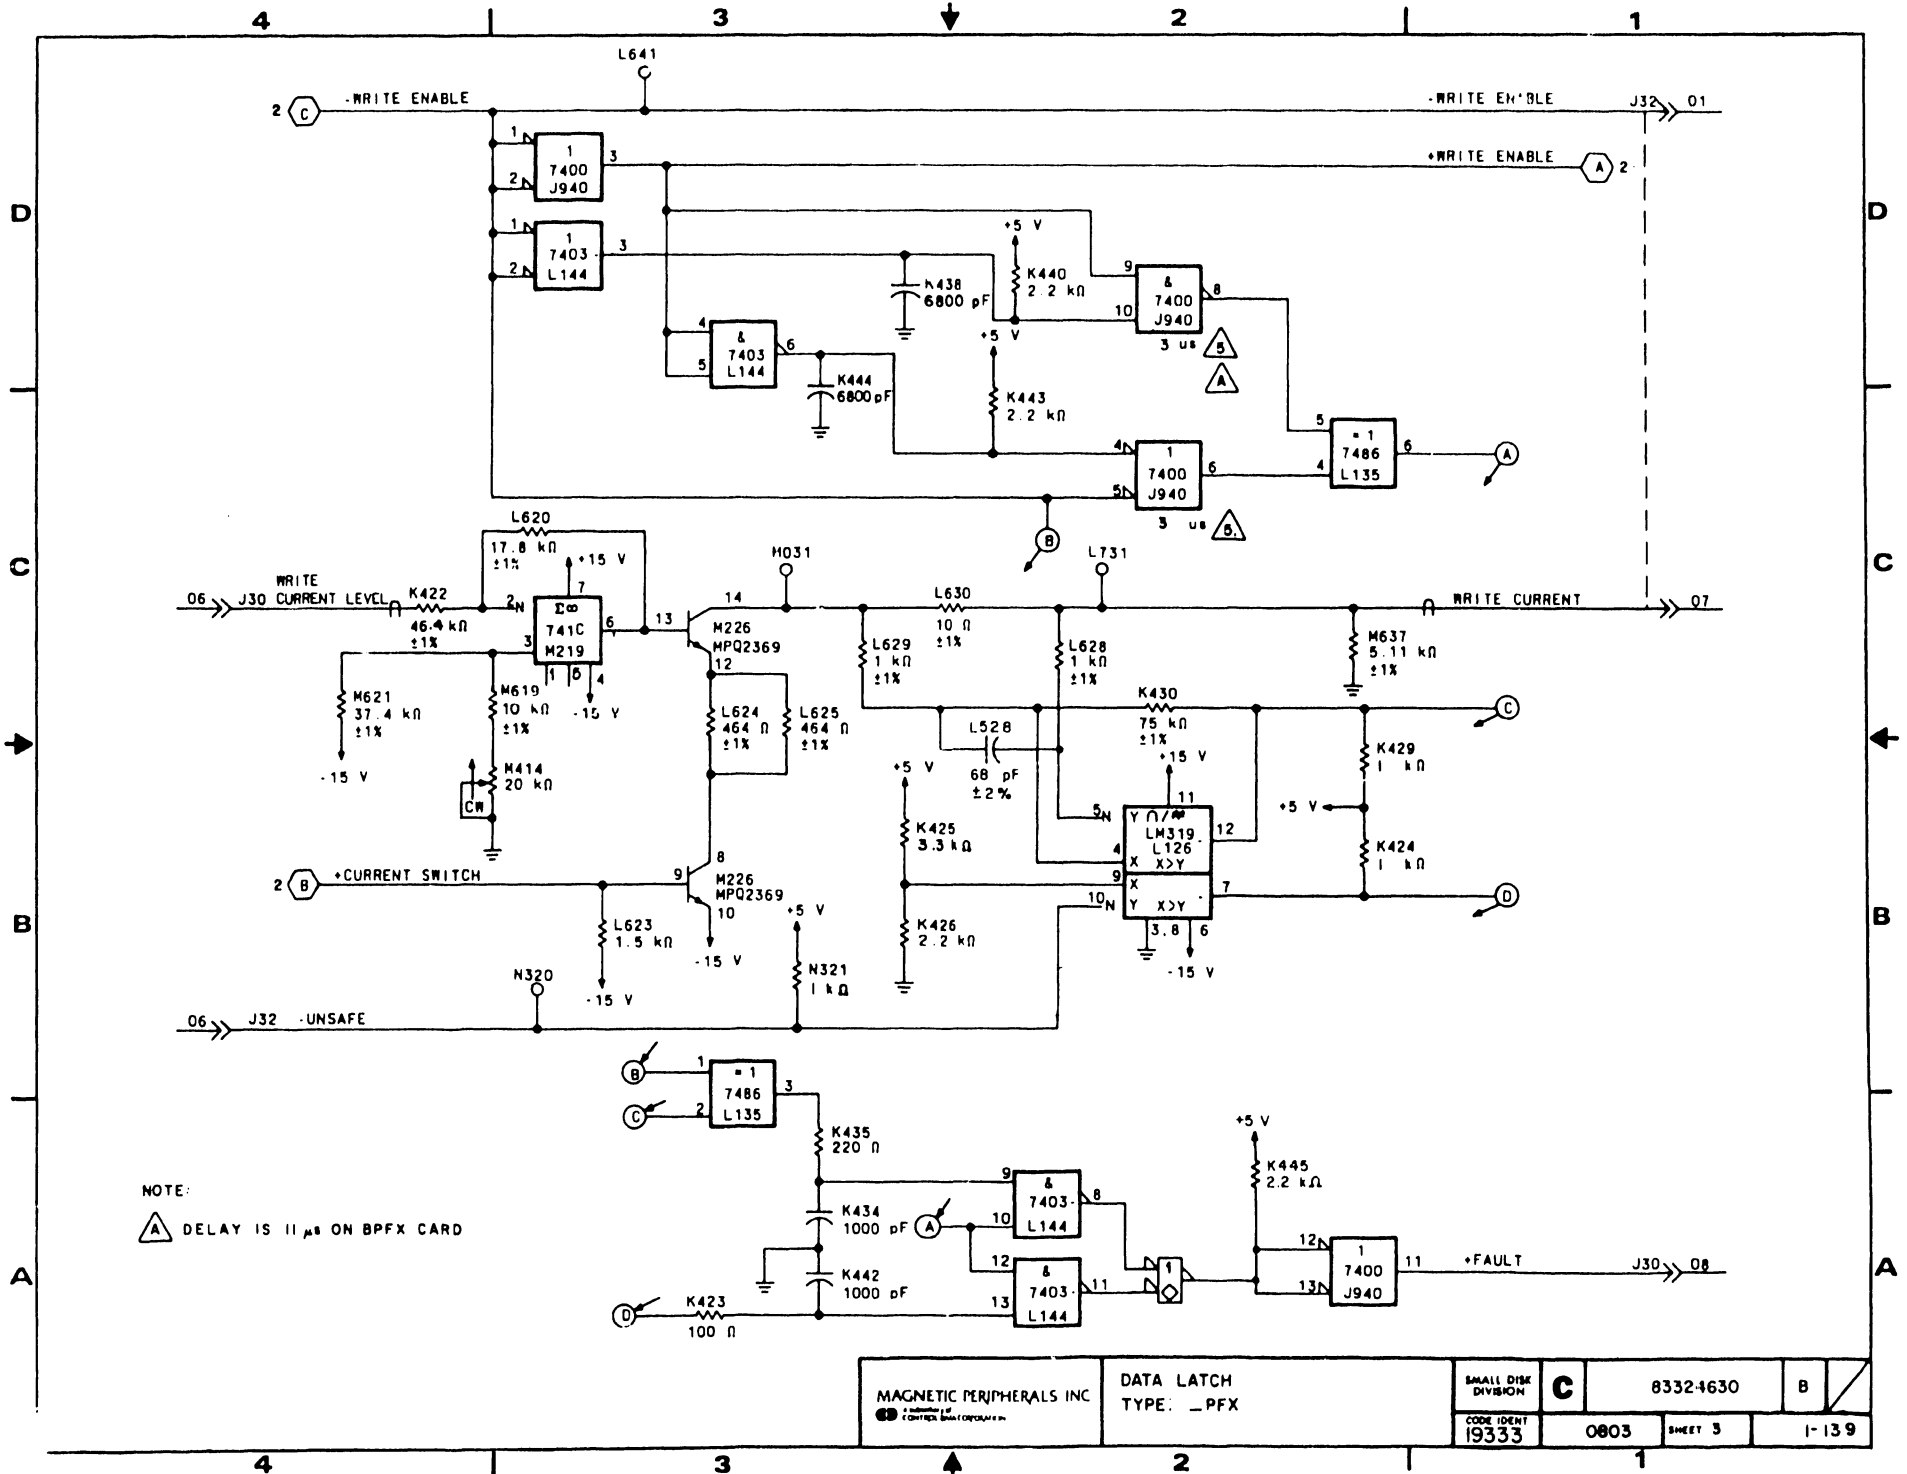 4 3 2 1
L641
2 C -WRITE ENABLE
-WRITE EN BLE J32 01
1 2 1 7400 J940 3
+WRITE ENABLE A 2
D D
1 2 1 7403 L144 3
+5 V
K440 2.2 kΩ
K438 6800 pF
9 10 & 7400 J940 8
3 us 5
A
4 5 & 7403 L144 6
+5 V
K444 6800 pF
K443 2.2 kΩ
5 4 =1 7486 L135 6 A
4 5 1 7400 J940 6
3 us 5
B
L620
17.8 kΩ ±1%
+15 V
M031
L731
C C
06 J30 WRITE CURRENT LEVEL
K422 46.4 kΩ ±1%
2 N 3 Σ∞ 741C M219 7 6 1 5 4
-15 V
13 14 12 M226 MPQ2369
L630 10 Ω ±1%
WRITE CURRENT 07
L629 1 kΩ ±1%
L628 1 kΩ ±1%
M637 5.11 kΩ ±1%
M621 37.4 kΩ ±1%
-15 V
M619 10 kΩ ±1%
L624 464 Ω ±1%
L625 464 Ω ±1%
K430 75 kΩ ±1%
C
L528 68 pF ±2%
+15 V
K429 1 kΩ
M414 20 kΩ
CW
+5 V
+5 V
K425 3.3 kΩ
5 N 4 Y LM319 L126 X X>Y 11 12
K424 1 kΩ
2 B +CURRENT SWITCH
9 8 10 M226 MPQ2369
-15 V
9 10 N X Y X>Y 7 3,8 6
-15 V
D
B B
L623 1.5 kΩ
-15 V
+5 V
N321 1 kΩ
K426 2.2 kΩ
N320
06 J32 -UNSAFE
B C 1 2 =1 7486 L135 3
K435 220 Ω
+5 V
K445 2.2 kΩ
NOTE:
A DELAY IS 11 μs ON BPFX CARD
K434 1000 pF
A
9 10 & 7403 L144 8
K442 1000 pF
12 13 & 7403 L144 11
1
12 13 1 7400 J940 11
+FAULT J30 08
A A
D K423 100 Ω
MAGNETIC PERIPHERALS INC
a subsidiary of
CONTROL DATA CORPORATION
DATA LATCH
TYPE: _PFX
SMALL DISK DIVISION
C 83324630 B
CODE IDENT 19333
0803 SHEET 3 1-139
4 3 2 1